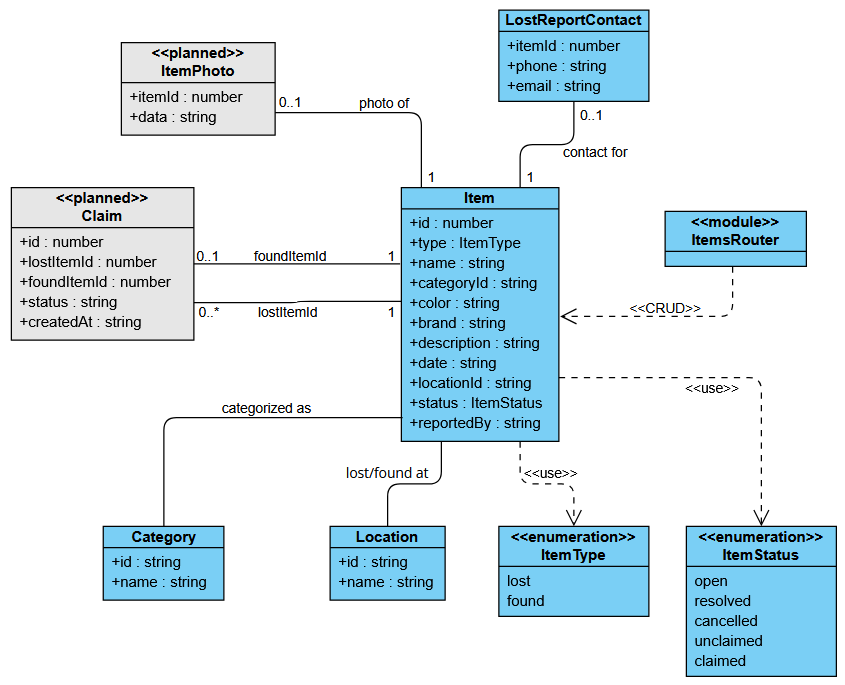 LostReportContact
+itemId : number
+phone : string
+email : string
<<planned>>
ItemPhoto
+itemId : number
+data : string
0..1
photo of
1
0..1
contact for
1
<<planned>>
Claim
+id : number
+lostItemId : number
+foundItemId : number
+status : string
+createdAt : string
0..1
foundItemId
1
0..*
lostItemId
1
Item
+id : number
+type : ItemType
+name : string
+categoryId : string
+color : string
+brand : string
+description : string
+date : string
+locationId : string
+status : ItemStatus
+reportedBy : string
<<module>>
ItemsRouter
<<CRUD>>
<<use>>
categorized as
lost/found at
<<use>>
Category
+id : string
+name : string
Location
+id : string
+name : string
<<enumeration>>
ItemType
lost
found
<<enumeration>>
ItemStatus
open
resolved
cancelled
unclaimed
claimed